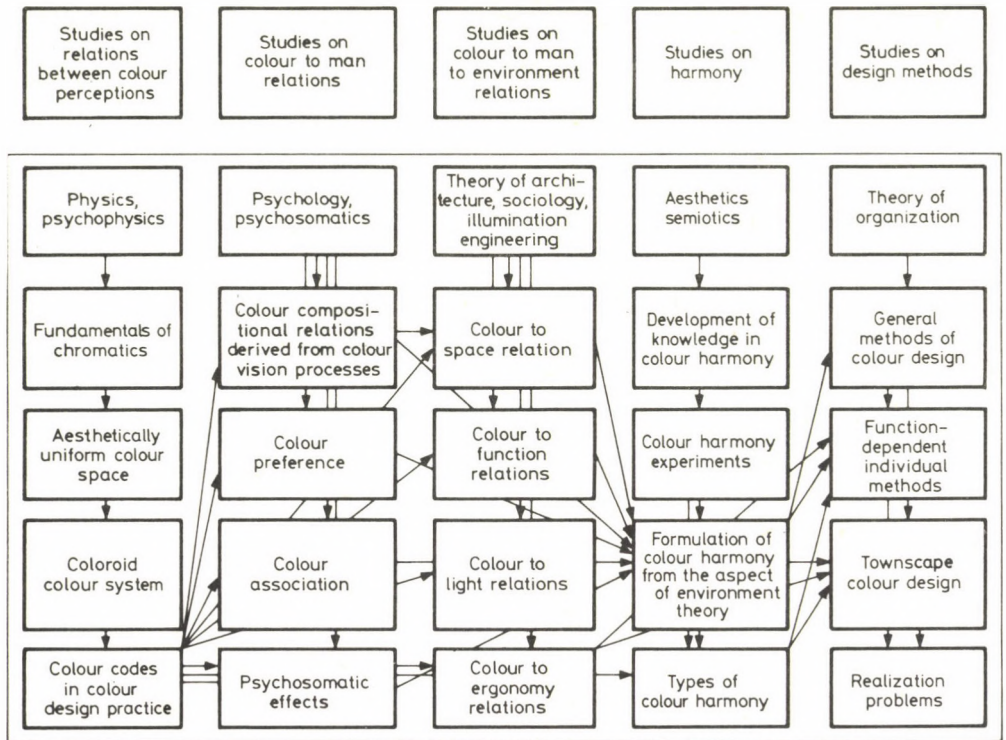 Studies on
relations
between colour
perceptions
Studies on
colour to man
relations
Studies on
colour to man
to environment
relations
Studies on
harmony
Studies on
design methods
Physics,
psychophysics
Psychology,
psychosomatics
Theory of archi-
tecture, sociology,
illumination
engineering
Aesthetics
semiotics
Theory of
organization
Fundamentals of
chromatics
Colour composi-
tional relations
derived from colour
vision processes
Colour to
space relation
Development of
knowledge in
colour harmony
General
methods of
colour design
Aesthetically
uniform colour
space
Colour
preference
Colour to
function
relations
Colour harmony
experiments
Function-
dependent
individual
methods
Coloroid
colour system
Colour
association
Colour to
light relations
Formulation of
colour harmony
from the aspect
of environment
theory
Townscape
colour design
Colour codes
in colour
design practice
Psychosomatic
effects
Colour to
ergonomy
relations
Types of
colour harmony
Realization
problems